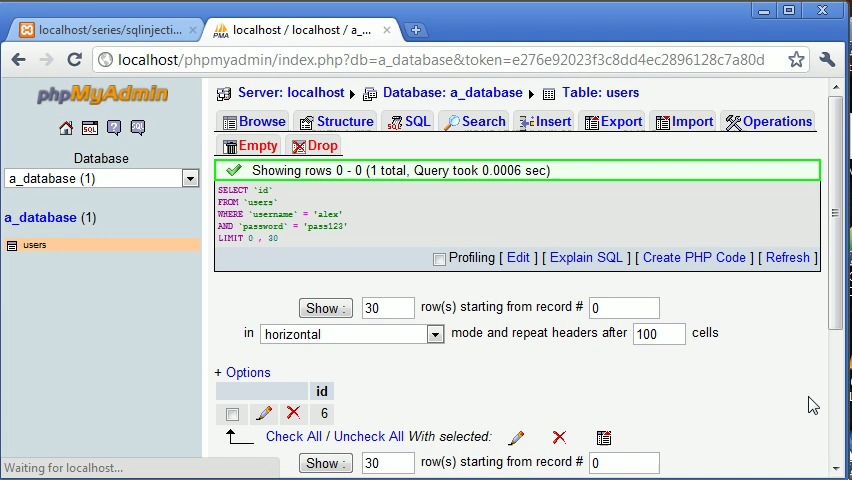 localhost/series/sqlinjecti...
localhost / localhost / a_...
localhost/phpmyadmin/index.php?db=a_database&token=e276e92023f3c8dd4ec2896128c7a80d
phpMyAdmin
SQL
Database
a_database (1)
a_database (1)
users
Server: localhost
Database: a_database
Table: users
Browse
Structure
SQL
Search
Insert
Export
Import
Operations
Empty
Drop
Showing rows 0 - 0 (1 total, Query took 0.0006 sec)
SELECT `id`
FROM `users`
WHERE `username` = 'alex'
AND `password` = 'pass123'
LIMIT 0 , 30
Profiling [ Edit ] [ Explain SQL ] [ Create PHP Code ] [ Refresh ]
Show : 30 row(s) starting from record # 0
in horizontal mode and repeat headers after 100 cells
+ Options
id
6
Check All / Uncheck All With selected:
Show : 30 row(s) starting from record # 0
Waiting for localhost...